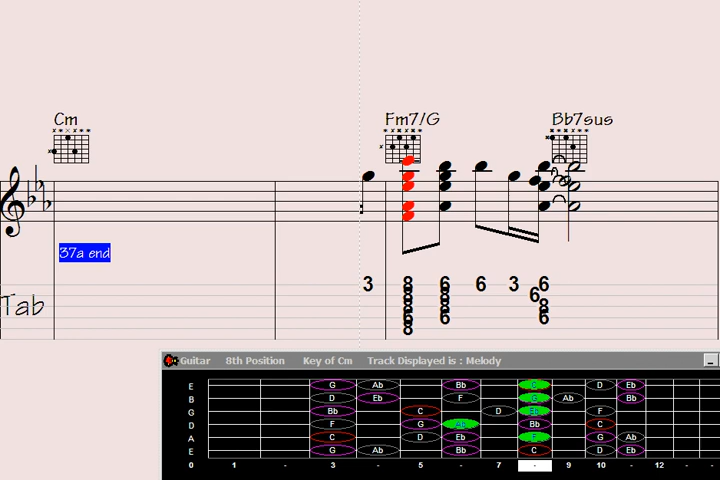 Cm Fm7/G Bb7sus
37a end
3 8 6 6 3 6
Tab
Guitar 8th Position Key of Cm Track Displayed is : Melody
E G Ab Bb C D Eb
B D Eb F G Ab Bb
G Bb C D Eb F
D F G Ab Bb C
A C D Eb F G Ab
E G Ab Bb C D Eb
0 1 - 3 - 5 - 7 - 9 10 - 12 - -